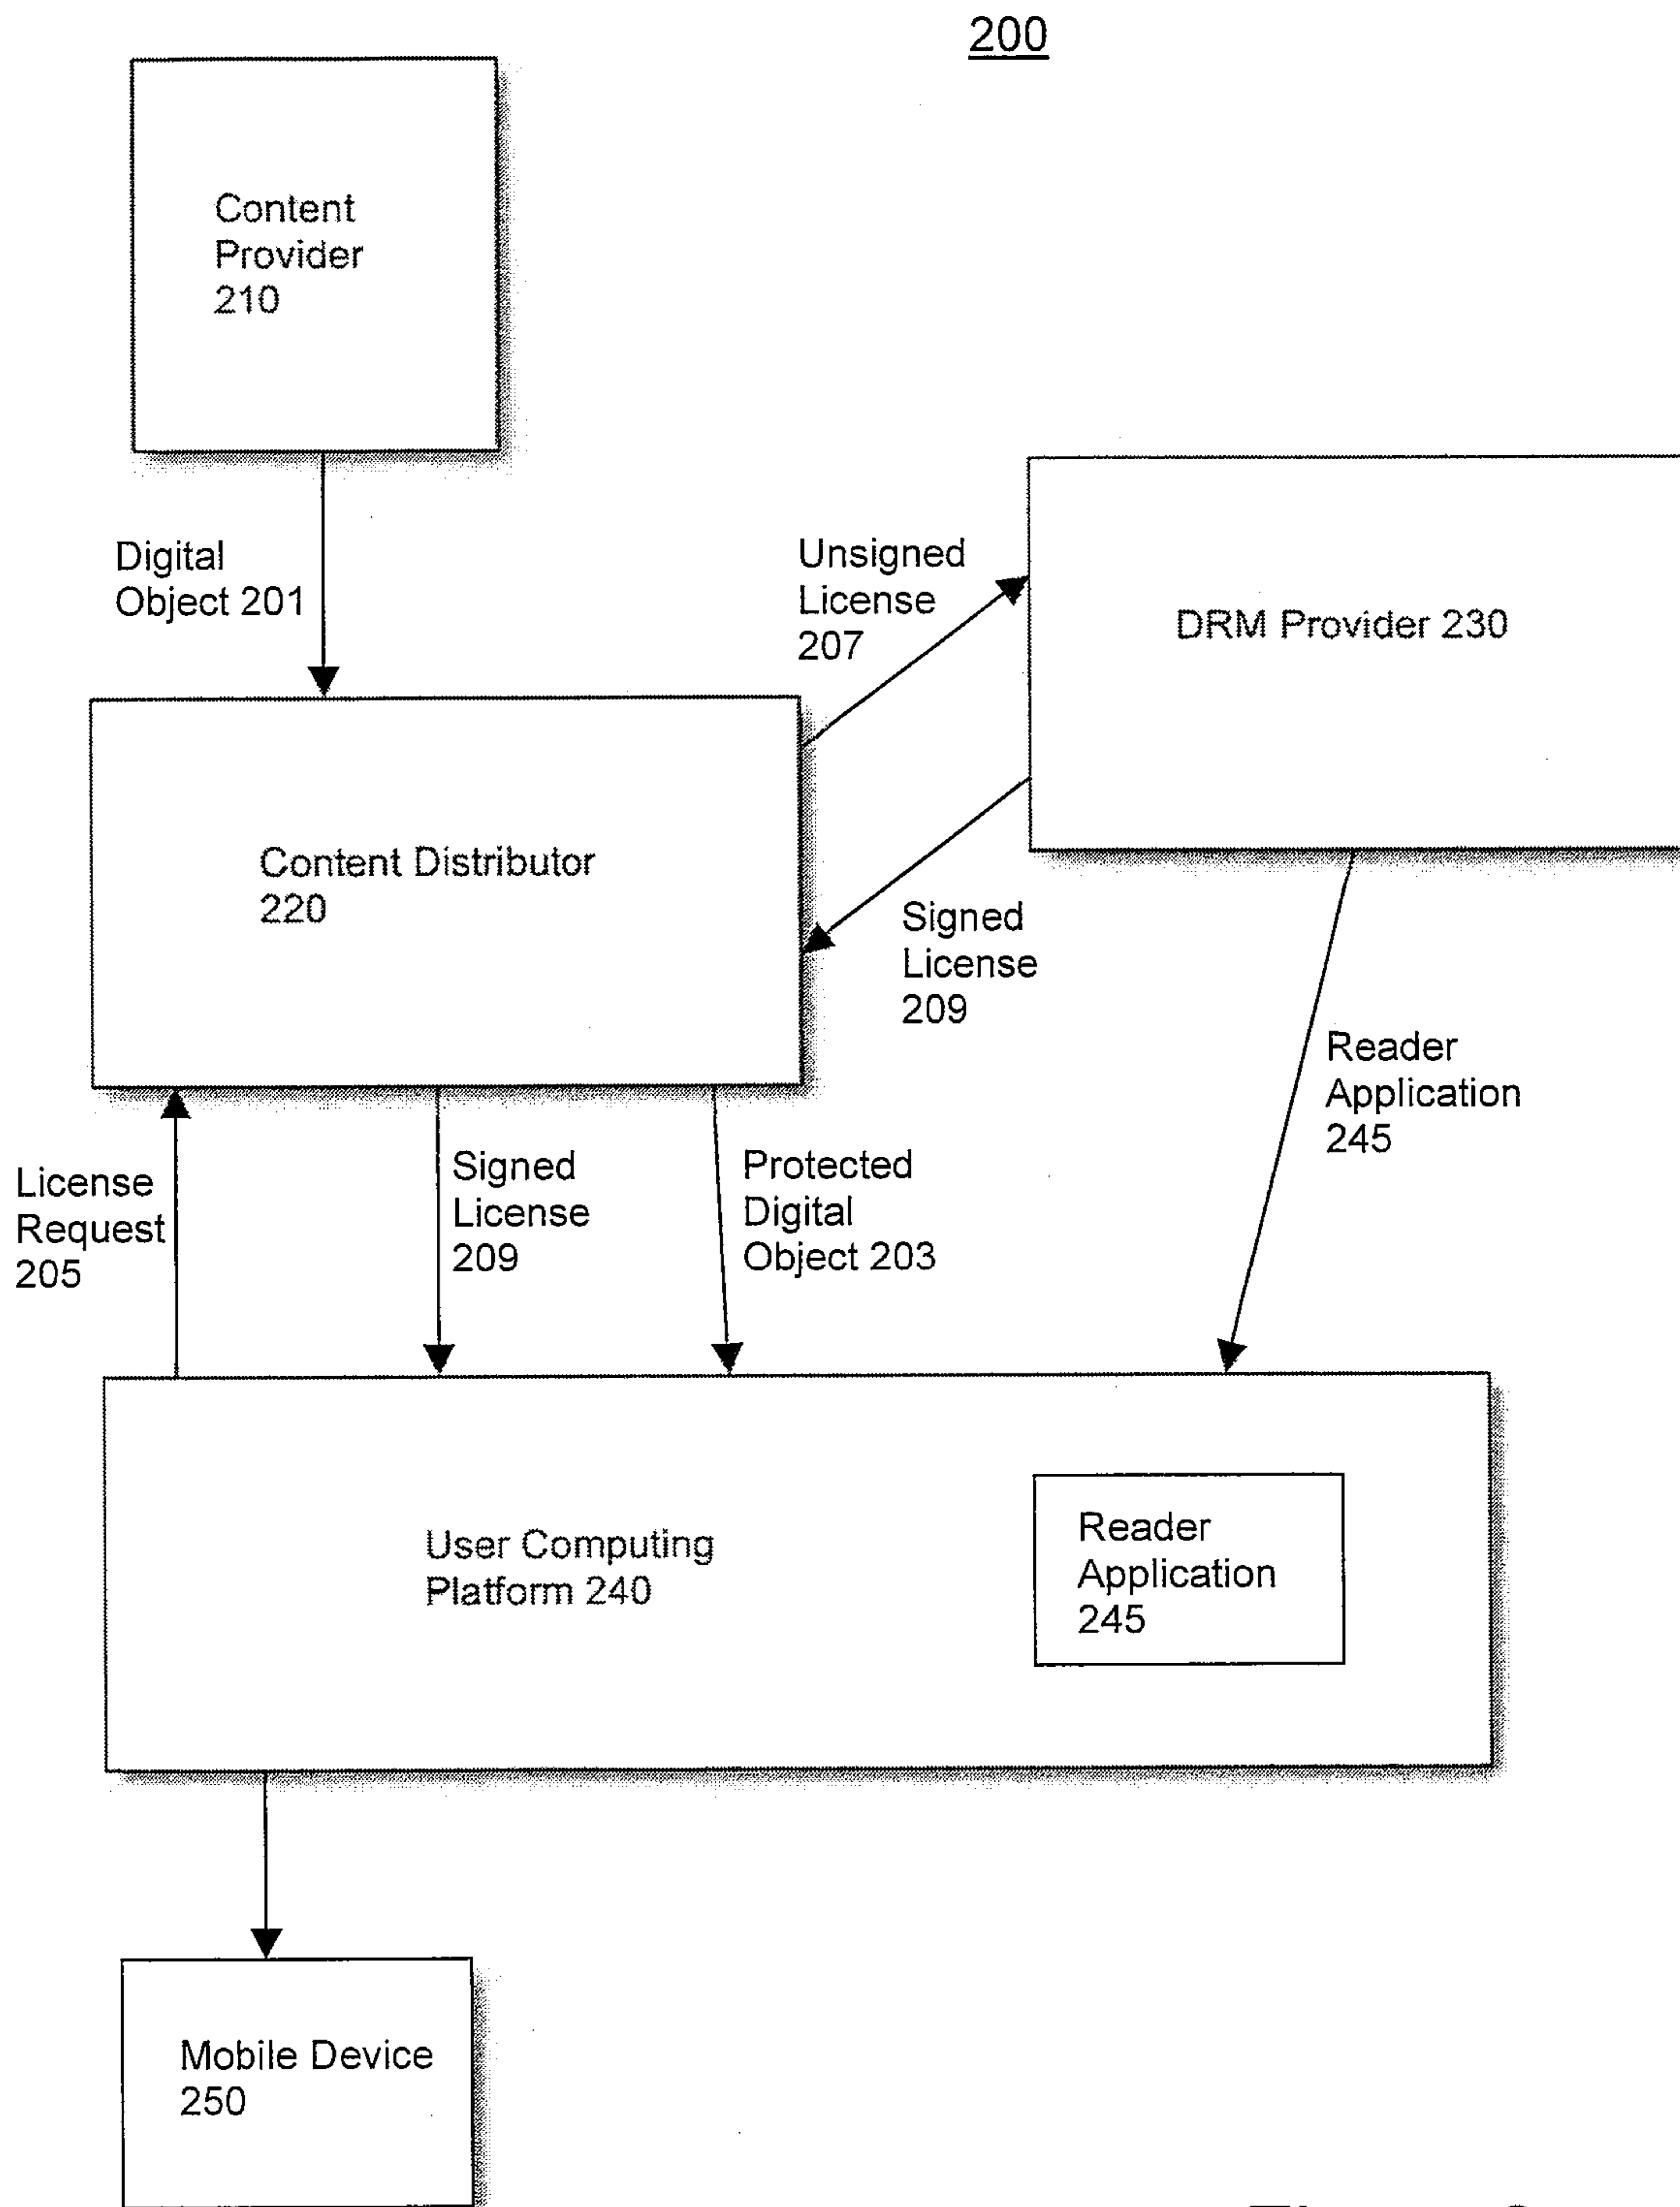 200
Content
Provider
210
Digital
Object 201
Unsigned
License
207
DRM Provider 230
Content Distributor
220
Signed
License
209
Reader
Application
245
License
Request
205
Signed
License
209
Protected
Digital
Object 203
User Computing
Platform 240
Reader
Application
245
Mobile Device
250